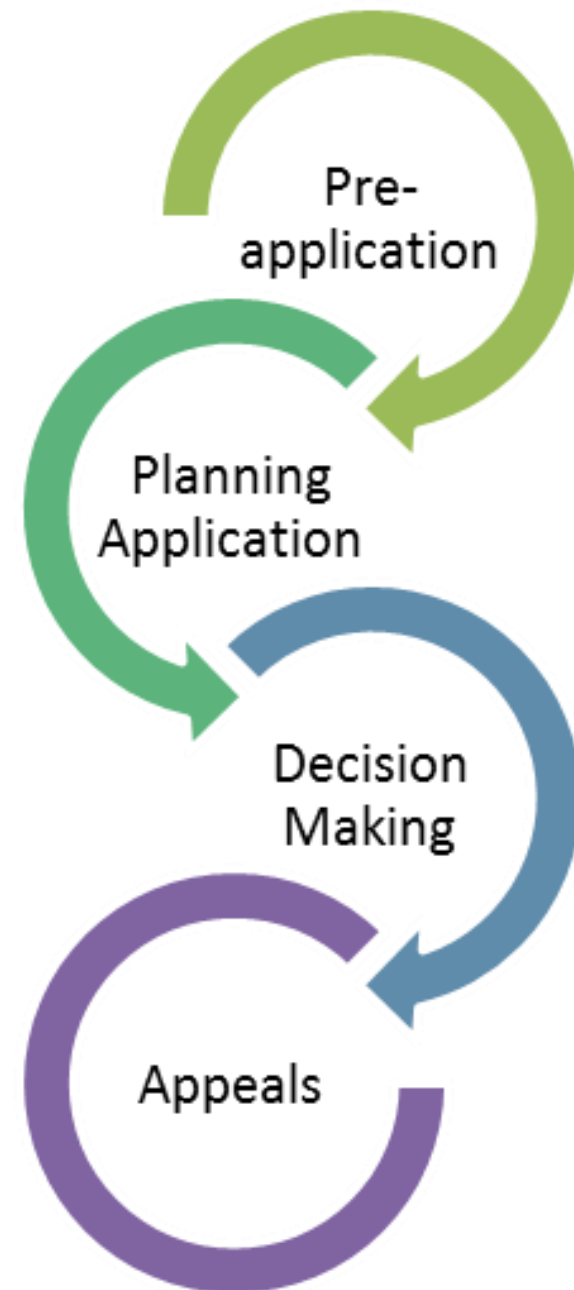 Pre-
application
Planning
Application
Decision
Making
Appeals